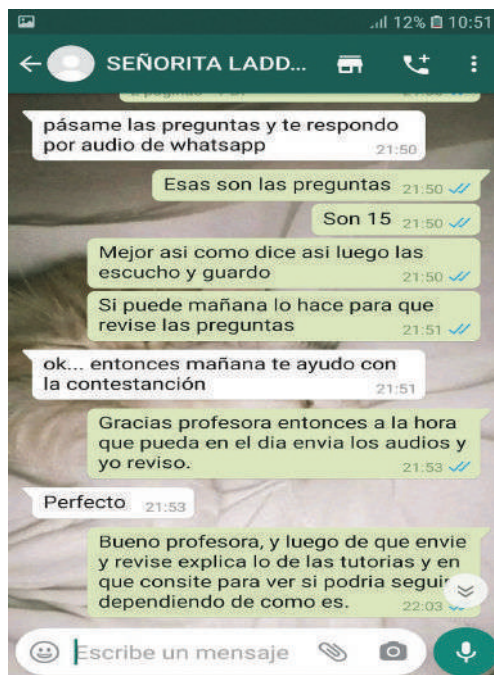 12% 10:51
SEÑORITA LADD...
pásame las preguntas y te respondo
por audio de whatsapp
21:50
Esas son las preguntas 21:50
Son 15 21:50
Mejor asi como dice asi luego las
escucho y guardo
21:50
Si puede mañana lo hace para que
revise las preguntas
21:51
ok... entonces mañana te ayudo con
la contestanción
21:51
Gracias profesora entonces a la hora
que pueda en el dia envia los audios y
yo reviso.
21:53
Perfecto 21:53
Bueno profesora, y luego de que envie
y revise explica lo de las tutorias y en
que consite para ver si podria
dependiendo de como es.
22:03
Escribe un mensaje